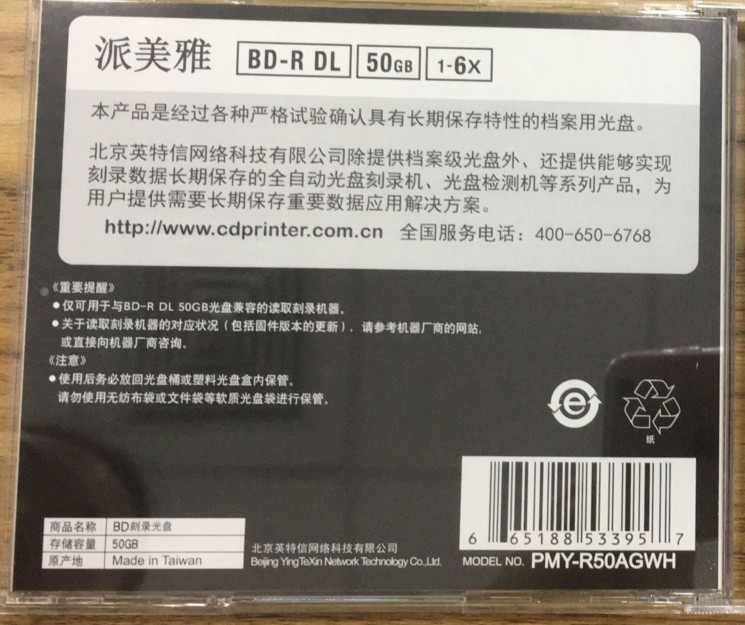 派美雅 BD-R DL 50GB 1-6X
本产品是经过各种严格试验确认具有长期保存特性的档案用光盘。
北京英特信网络科技有限公司除提供档案级光盘外、还提供能够实现
刻录数据长期保存的全自动光盘刻录机、光盘检测机等系列产品，为
用户提供需要长期保存重要数据应用解决方案。
http://www.cdprinter.com.cn 全国服务电话：400-650-6768
《重要提醒》
●仅可用于与BD-R DL 50GB光盘兼容的读取刻录机器。
●关于读取刻录机器的对应状况（包括固件版本的更新），请参考机器厂商的网站，
或直接向机器厂商咨询。
《注意》
●使用后务必放回光盘桶或塑料光盘盒内保管。
请勿使用无纺布袋或文件袋等软质光盘袋进行保管。
e
纸
商品名称 BD刻录光盘
存储容量 50GB
原产地 Made in Taiwan
北京英特信网络科技有限公司
Beijing YingTeXin Network Technology Co.,Ltd.
6 65188 53395 7
MODEL NO. PMY-R50AGWH